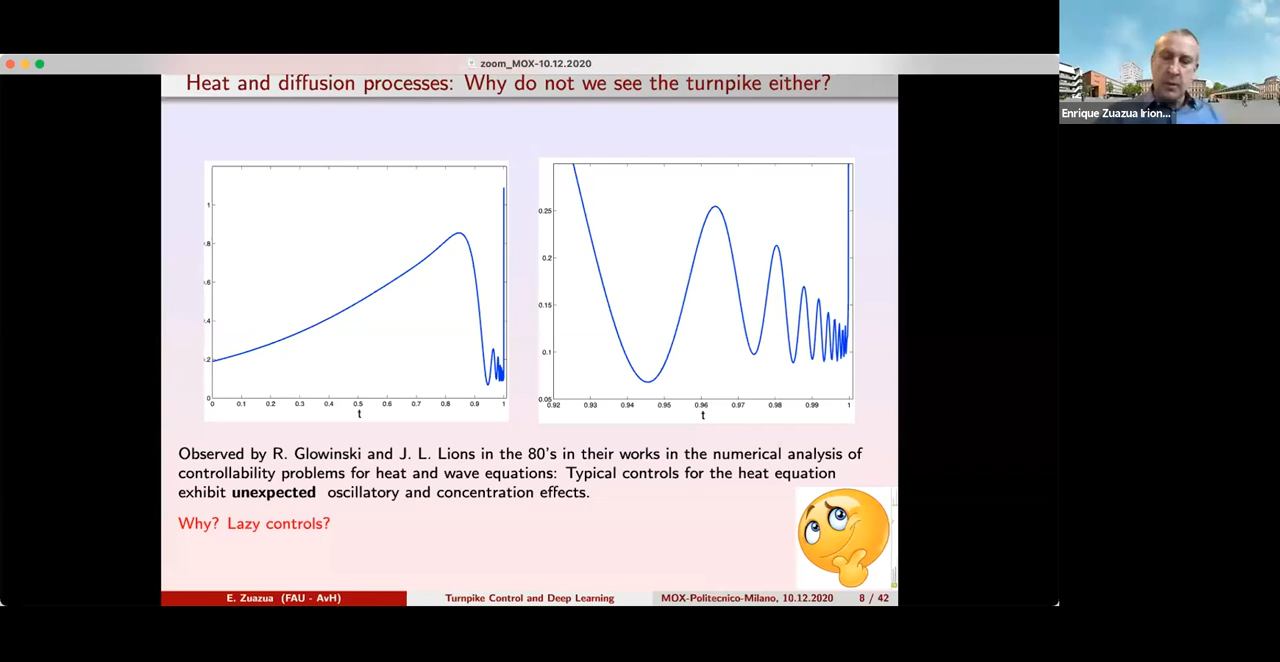 zoom_MOX-10.12.2020
Heat and diffusion processes: Why do not we see the turnpike either?
1
.8
.6
.4
.2
0
0 0.1 0.2 0.3 0.4 0.5 0.6 0.7 0.8 0.9 1
t
0.25
0.2
0.15
0.1
0.05
0.92 0.93 0.94 0.95 0.96 0.97 0.98 0.99 1
t
Observed by R. Glowinski and J. L. Lions in the 80's in their works in the numerical analysis of
controllability problems for heat and wave equations: Typical controls for the heat equation
exhibit unexpected oscillatory and concentration effects.
Why? Lazy controls?
E. Zuazua (FAU - AvH) Turnpike Control and Deep Learning MOX-Politecnico-Milano, 10.12.2020 8 / 42
Enrique Zuazua Irion...